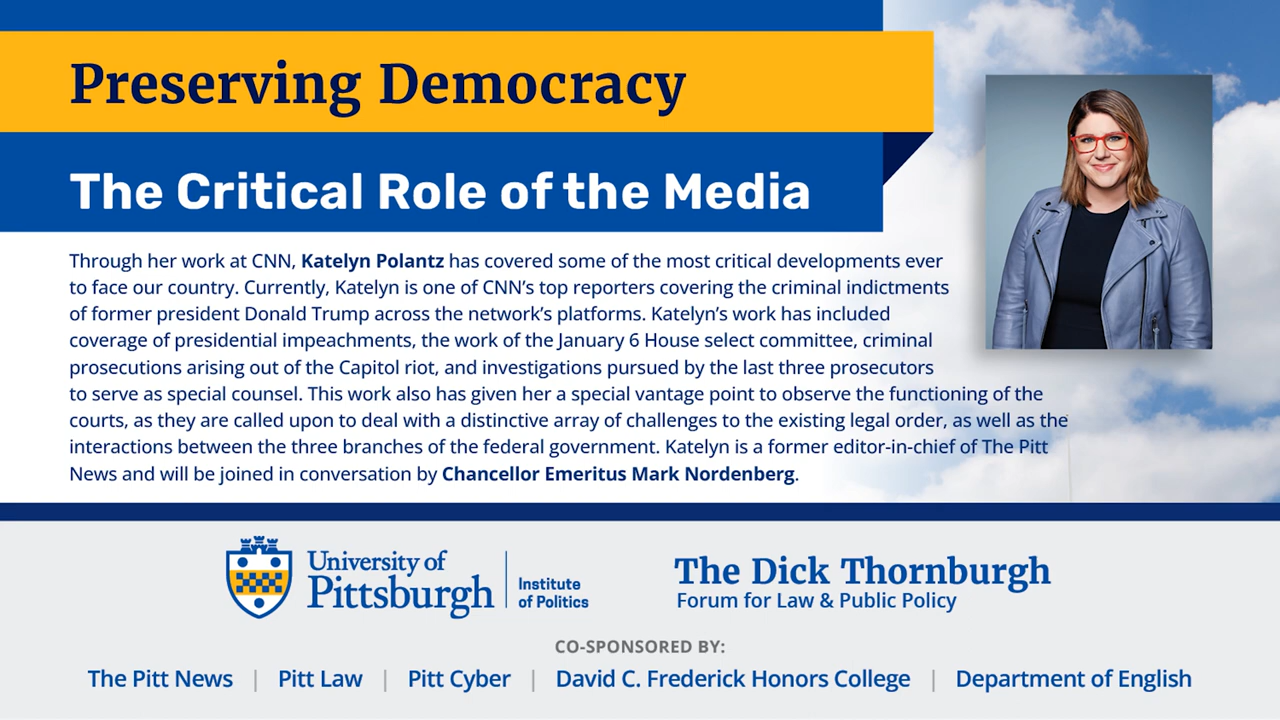 Preserving Democracy
The Critical Role of the Media
Through her work at CNN, Katelyn Polantz has covered some of the most critical developments ever
to face our country. Currently, Katelyn is one of CNN’s top reporters covering the criminal indictments
of former president Donald Trump across the network’s platforms. Katelyn’s work has included
coverage of presidential impeachments, the work of the January 6 House select committee, criminal
prosecutions arising out of the Capitol riot, and investigations pursued by the last three prosecutors
to serve as special counsel. This work also has given her a special vantage point to observe the functioning of the
courts, as they are called upon to deal with a distinctive array of challenges to the existing legal order, as well as the
interactions between the three branches of the federal government. Katelyn is a former editor-in-chief of The Pitt
News and will be joined in conversation by Chancellor Emeritus Mark Nordenberg.
University of
Pittsburgh
Institute
of Politics
The Dick Thornburgh
Forum for Law & Public Policy
CO-SPONSORED BY:
The Pitt News | Pitt Law | Pitt Cyber | David C. Frederick Honors College | Department of English